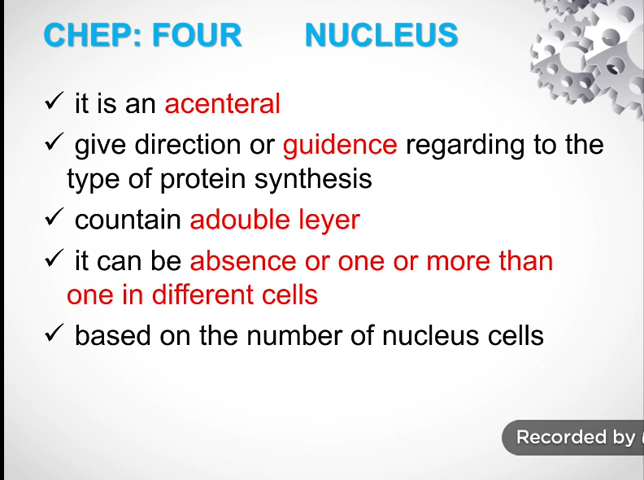 CHEP: FOUR NUCLEUS
✓ it is an acenteral
✓ give direction or guidence regarding to the
type of protein synthesis
✓ countain adouble leyer
✓ it can be absence or one or more than
one in different cells
✓ based on the number of nucleus cells
Recorded by